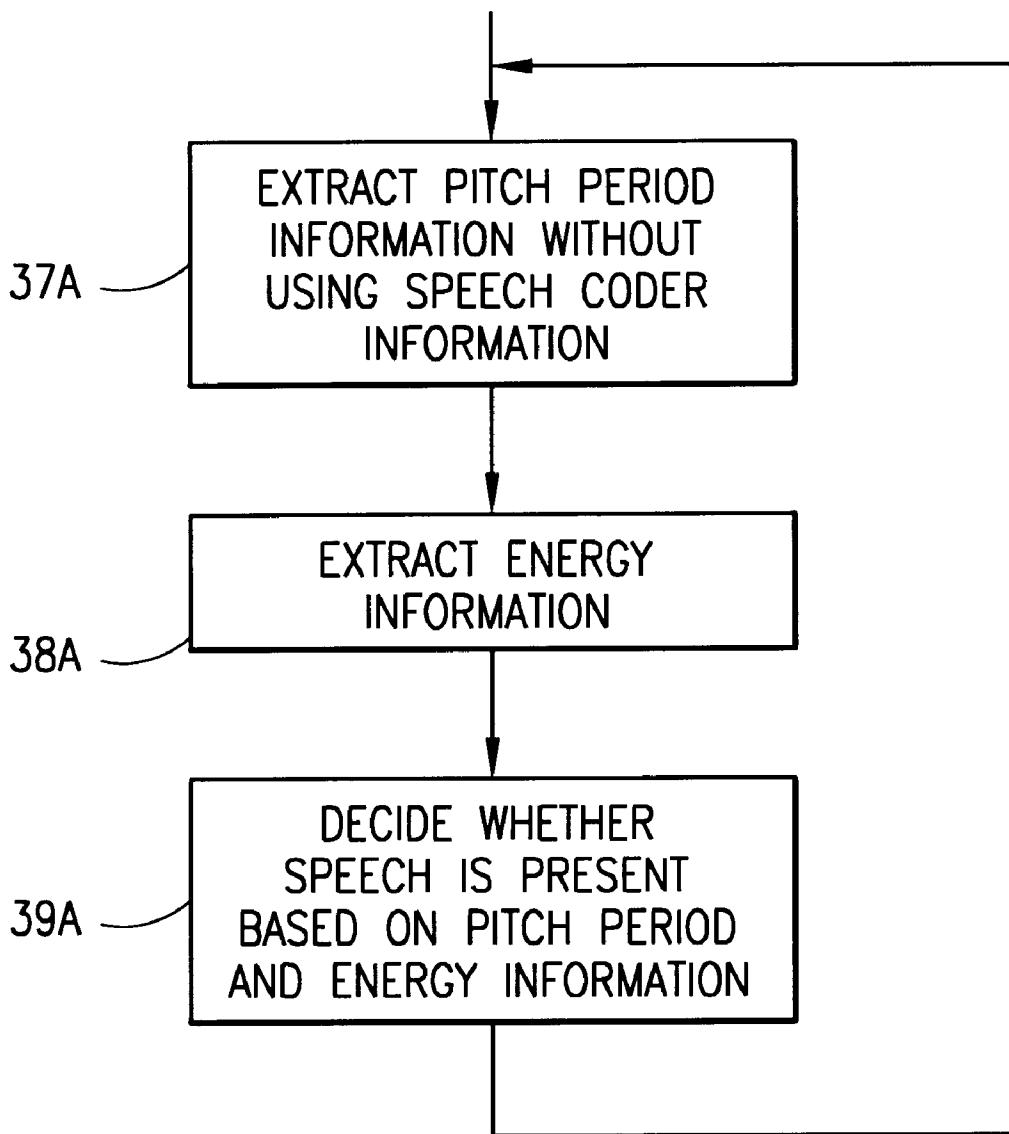 EXTRACT PITCH PERIOD
INFORMATION WITHOUT
USING SPEECH CODER
INFORMATION
37A
EXTRACT ENERGY
INFORMATION
38A
DECIDE WHETHER
SPEECH IS PRESENT
BASED ON PITCH PERIOD
AND ENERGY INFORMATION
39A